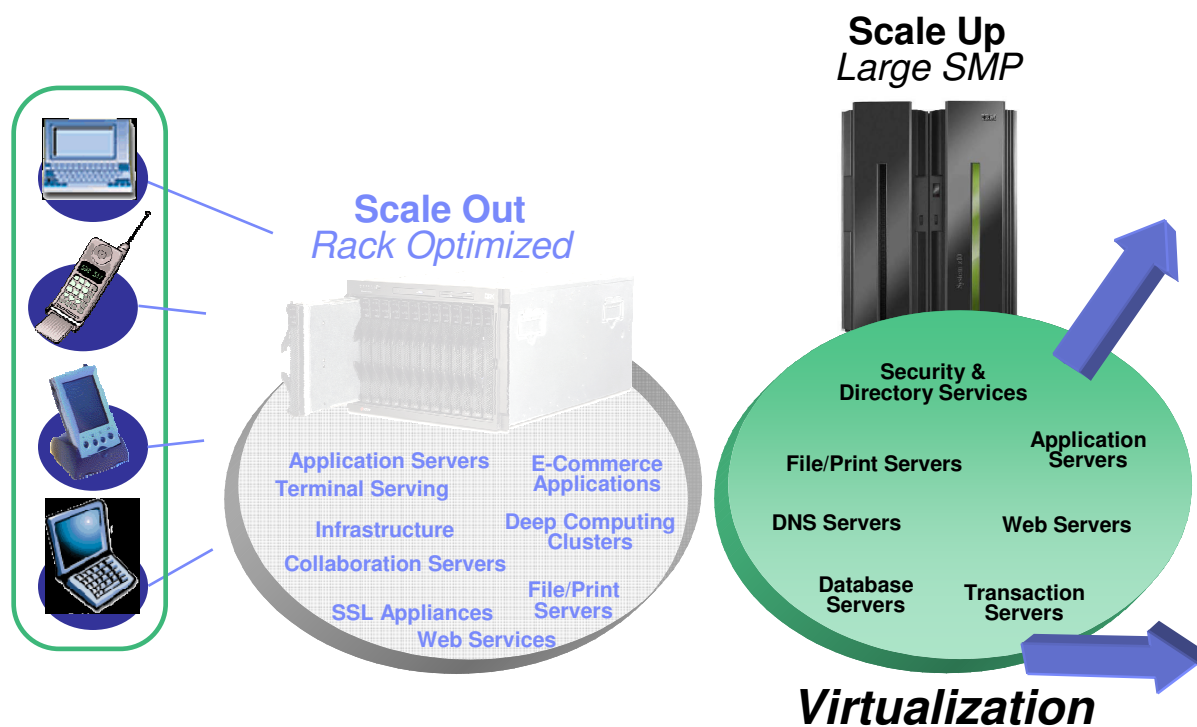 Scale Up
Large SMP
Scale Out
Rack Optimized
Application Servers
Terminal Serving
Infrastructure
Collaboration Servers
SSL Appliances
Web Services
E-Commerce
Applications
Deep Computing
Clusters
File/Print
Servers
IBM
Security &
Directory Services
File/Print Servers
Application
Servers
DNS Servers
Web Servers
Database
Servers
Transaction
Servers
Virtualization